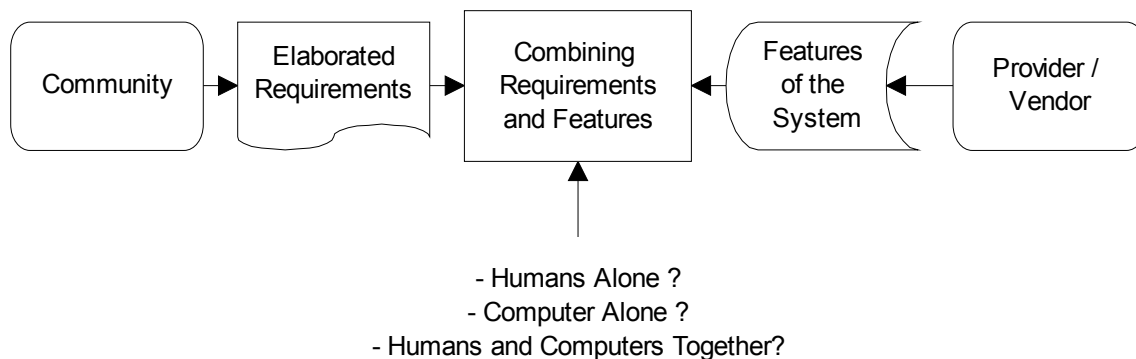 Community
Elaborated
Requirements
Combining
Requirements
and Features
Features
of the
System
Provider /
Vendor
- Humans Alone ?
- Computer Alone ?
- Humans and Computers Together?